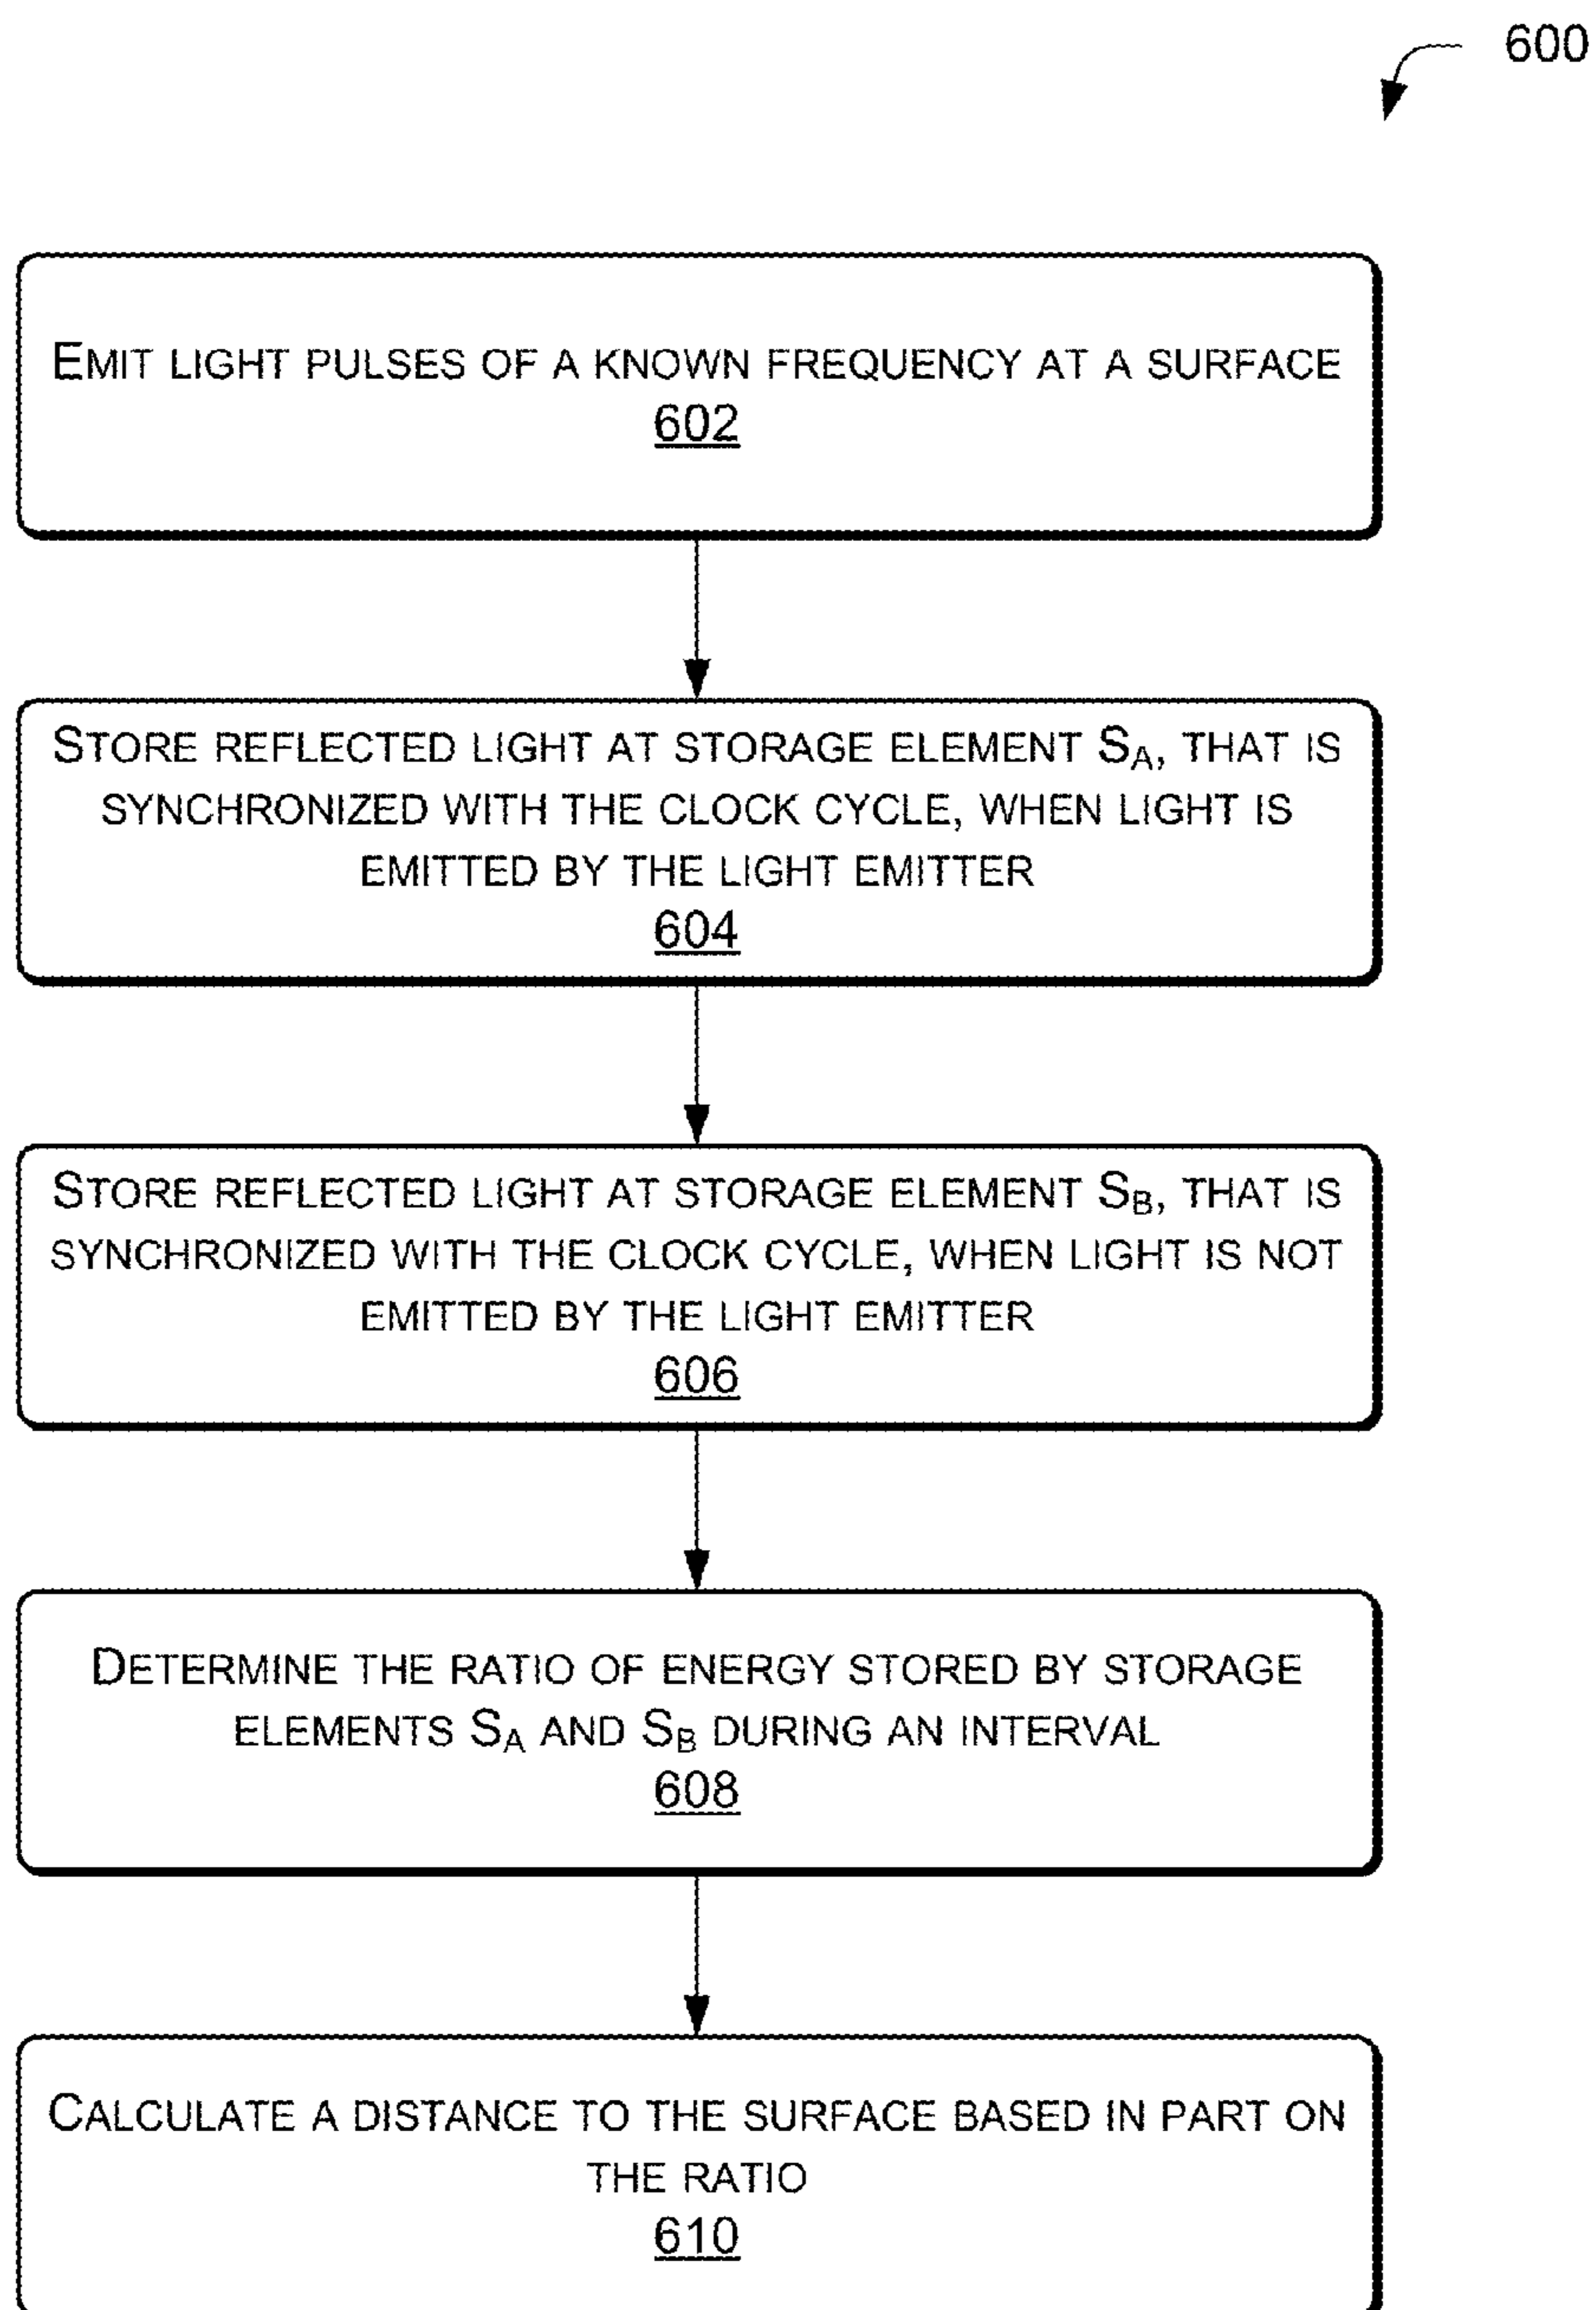 600
EMIT LIGHT PULSES OF A KNOWN FREQUENCY AT A SURFACE
602
STORE REFLECTED LIGHT AT STORAGE ELEMENT SA, THAT IS
SYNCHRONIZED WITH THE CLOCK CYCLE, WHEN LIGHT IS
EMITTED BY THE LIGHT EMITTER
604
STORE REFLECTED LIGHT AT STORAGE ELEMENT SB, THAT IS
SYNCHRONIZED WITH THE CLOCK CYCLE, WHEN LIGHT IS NOT
EMITTED BY THE LIGHT EMITTER
606
DETERMINE THE RATIO OF ENERGY STORED BY STORAGE
ELEMENTS SA AND SB DURING AN INTERVAL
608
CALCULATE A DISTANCE TO THE SURFACE BASED IN PART ON
THE RATIO
610